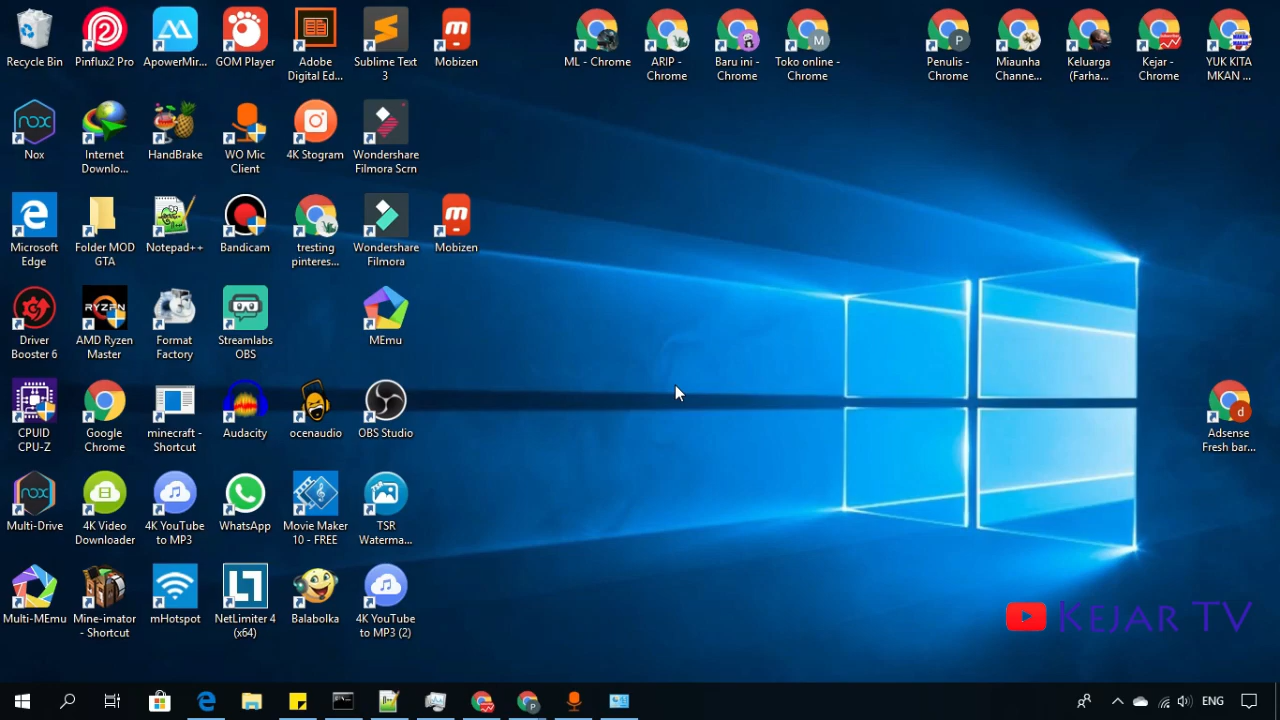 Recycle Bin
Pinflux2 Pro
ApowerMir...
GOM Player
Adobe
Digital Ed...
Sublime Text
3
Mobizen
ML - Chrome
ARIP -
Chrome
Baru ini -
Chrome
Toko online -
Chrome
Penulis -
Chrome
Miaunha
Channe...
Keluarga
(Farha...
Kejar -
Chrome
YUK KITA
MKAN ...
Nox
Internet
Downlo...
HandBrake
WO Mic
Client
4K Stogram
Wondershare
Filmora Scrn
Microsoft
Edge
Folder MOD
GTA
Notepad++
Bandicam
tresting
pinteres...
Wondershare
Filmora
Mobizen
Driver
Booster 6
RYZEN
AMD Ryzen
Master
Format
Factory
Streamlabs
OBS
MEmu
CPUID
CPU-Z
Google
Chrome
minecraft -
Shortcut
Audacity
ocenaudio
OBS Studio
Adsense
Fresh bar...
Multi-Drive
4K Video
Downloader
4K YouTube
to MP3
WhatsApp
Movie Maker
10 - FREE
TSR
Waterma...
Multi-MEmu
Mine-imator
- Shortcut
mHotspot
NetLimiter 4
(x64)
Balabolka
4K YouTube
to MP3 (2)
Kejar TV
ENG